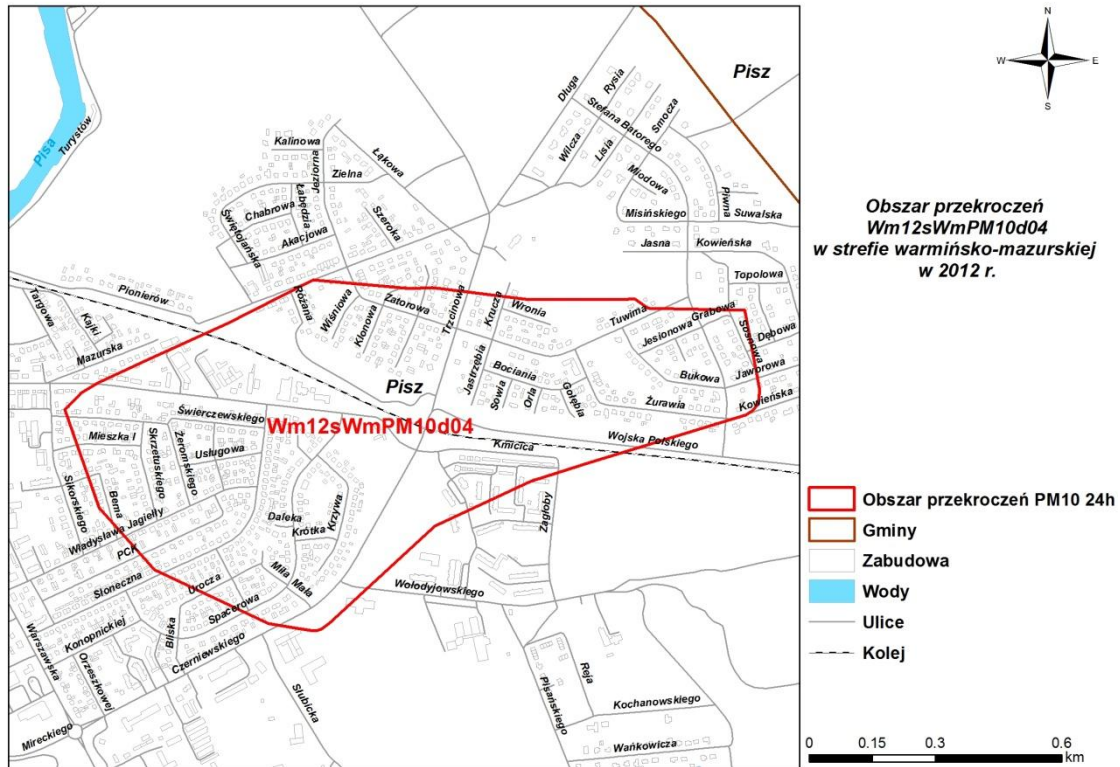 N
W
E
S
Obszar przekroczeń
Wm12sWmPM10d04
w strefie warmińsko-mazurskiej
w 2012 r.
Pisz
Pisa
Turystów
Długa
Rysia
Stefana Batorego
Smocza
Wilcza
Lisia
Miodowa
Misińskiego
Piwna
Suwalska
Jasna
Kowieńska
Topolowa
Kalinowa
Jeziorna
Łąkowa
Zielna
Łabędzia
Chabrowa
Świętojańska
Szeroka
Akacjowa
Pionierów
Targowa
Kajki
Mazurska
Różana
Wiśniowa
Klonowa
Zatorowa
Trzcinowa
Krucza
Wronia
Tuwima
Jesionowa
Grabowa
Sosnowa
Dębowa
Jaworowa
Bukowa
Kowieńska
Żurawia
Jastrzębia
Bociania
Sowia
Orla
Gołębia
Pisz
Świerczewskiego
Wm12sWmPM10d04
Kmicica
Wojska Polskiego
Mieszka I
Skrzetuskiego
Żeromskiego
Usługowa
Sikorskiego
Bema
Władysława Jagiełły
PCK
Daleka
Krótka
Krzywa
Zagłoby
Słoneczna
Urocza
Miła
Mała
Wołodyjowskiego
Spacerowa
Konopnickiej
Bliska
Czerniewskiego
Warszawska
Orzeszkowej
Mireckiego
Słubicka
Pisańskiego
Reja
Kochanowskiego
Wańkowicza
Obszar przekroczeń PM10 24h
Gminy
Zabudowa
Wody
Ulice
Kolej
0 0.15 0.3 0.6
km